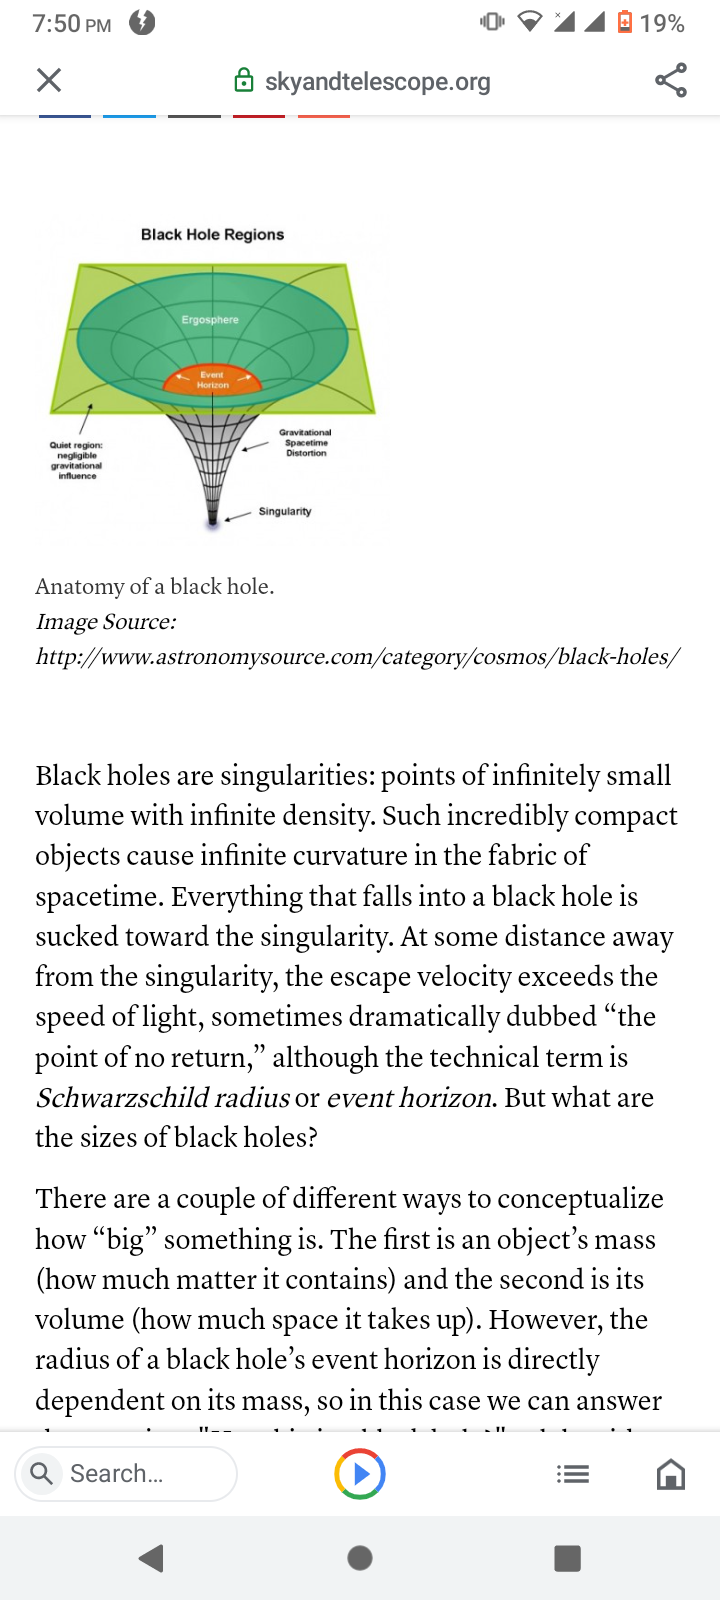 7:50 PM
19%
skyandtelescope.org
Black Hole Regions
Ergosphere
Event
Horizon
Quiet region:
negligible
gravitational
influence
Gravitational
Spacetime
Distortion
Singularity
Anatomy of a black hole.
Image Source:
http://www.astronomysource.com/category/cosmos/black-holes/
Black holes are singularities: points of infinitely small
volume with infinite density. Such incredibly compact
objects cause infinite curvature in the fabric of
spacetime. Everything that falls into a black hole is
sucked toward the singularity. At some distance away
from the singularity, the escape velocity exceeds the
speed of light, sometimes dramatically dubbed “the
point of no return,” although the technical term is
Schwarzschild radius or event horizon. But what are
the sizes of black holes?
There are a couple of different ways to conceptualize
how “big” something is. The first is an object’s mass
(how much matter it contains) and the second is its
volume (how much space it takes up). However, the
radius of a black hole’s event horizon is directly
dependent on its mass, so in this case we can answer
Search...